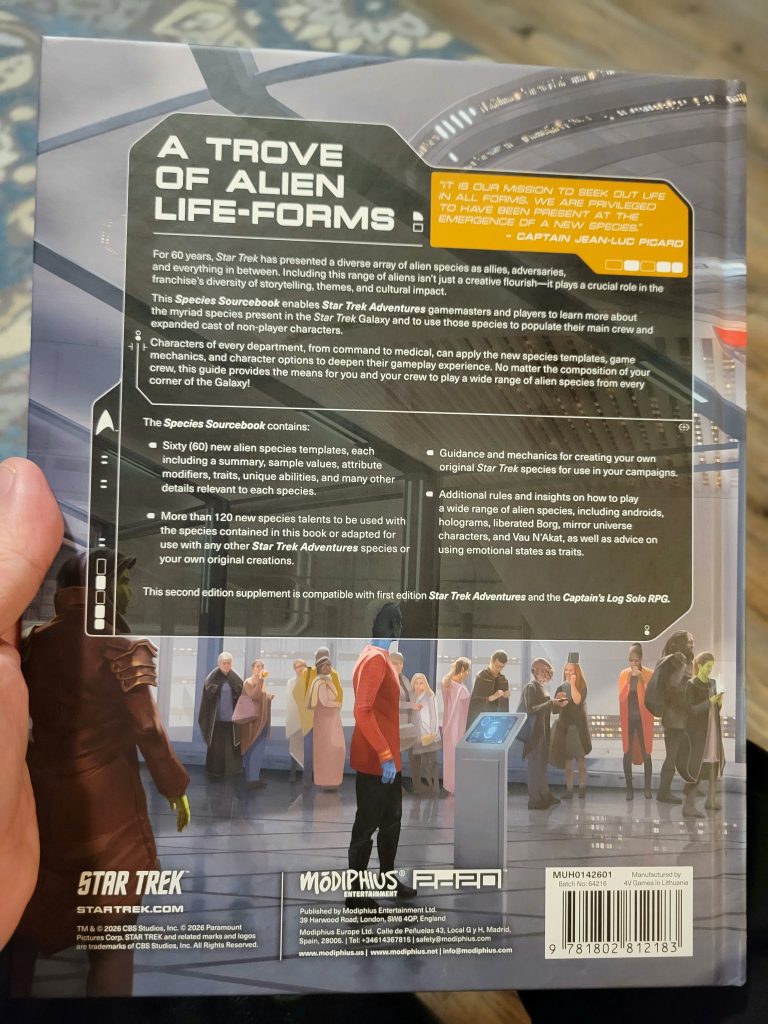 A TROVE
OF ALIEN
LIFE-FORMS
"IT IS OUR MISSION TO SEEK OUT LIFE
IN ALL FORMS. WE ARE PRIVILEGED
TO HAVE BEEN PRESENT AT THE
EMERGENCE OF A NEW SPECIES."
- CAPTAIN JEAN-LUC PICARD
For 60 years, Star Trek has presented a diverse array of alien species as allies, adversaries,
and everything in between. Including this range of aliens isn't just a creative flourish—it plays a crucial role in the
franchise's diversity of storytelling, themes, and cultural impact.
This Species Sourcebook enables Star Trek Adventures gamemasters and players to learn more about
the myriad species present in the Star Trek Galaxy and to use those species to populate their main crew and
expanded cast of non-player characters.
Characters of every department, from command to medical, can apply the new species templates, game
mechanics, and character options to deepen their gameplay experience. No matter the composition of your
crew, this guide provides the means for you and your crew to play a wide range of alien species from every
corner of the Galaxy!
The Species Sourcebook contains:
Sixty (60) new alien species templates, each
including a summary, sample values, attribute
modifiers, traits, unique abilities, and many other
details relevant to each species.
More than 120 new species talents to be used with
the species contained in this book or adapted for
use with any other Star Trek Adventures species or
your own original creations.
Guidance and mechanics for creating your own
original Star Trek species for use in your campaigns.
Additional rules and insights on how to play
a wide range of alien species, including androids,
holograms, liberated Borg, mirror universe
characters, and Vau N'Akat, as well as advice on
using emotional states as traits.
This second edition supplement is compatible with first edition Star Trek Adventures and the Captain's Log Solo RPG.
STAR TREK™
STARTREK.COM
TM & © 2026 CBS Studios, Inc. © 2026 Paramount
Pictures Corp. STAR TREK and related marks and logos
are trademarks of CBS Studios, Inc. All Rights Reserved.
MŌDIPHIÜS®
ENTERTAINMENT
2D20
Published by Modiphius Entertainment Ltd.
39 Harwood Road, London, SW6 4QP, England
Modiphius Europe Ltd. Calle de Peñuelas 43, Local G y H, Madrid,
Spain, 28005. | Tel: +34614367815 | safety@modiphius.com
www.modiphius.us | www.modiphius.net | info@modiphius.com
MUH0142601
Batch No: 64216
Manufactured by
4V Games in Lithuania
9 781802 812183